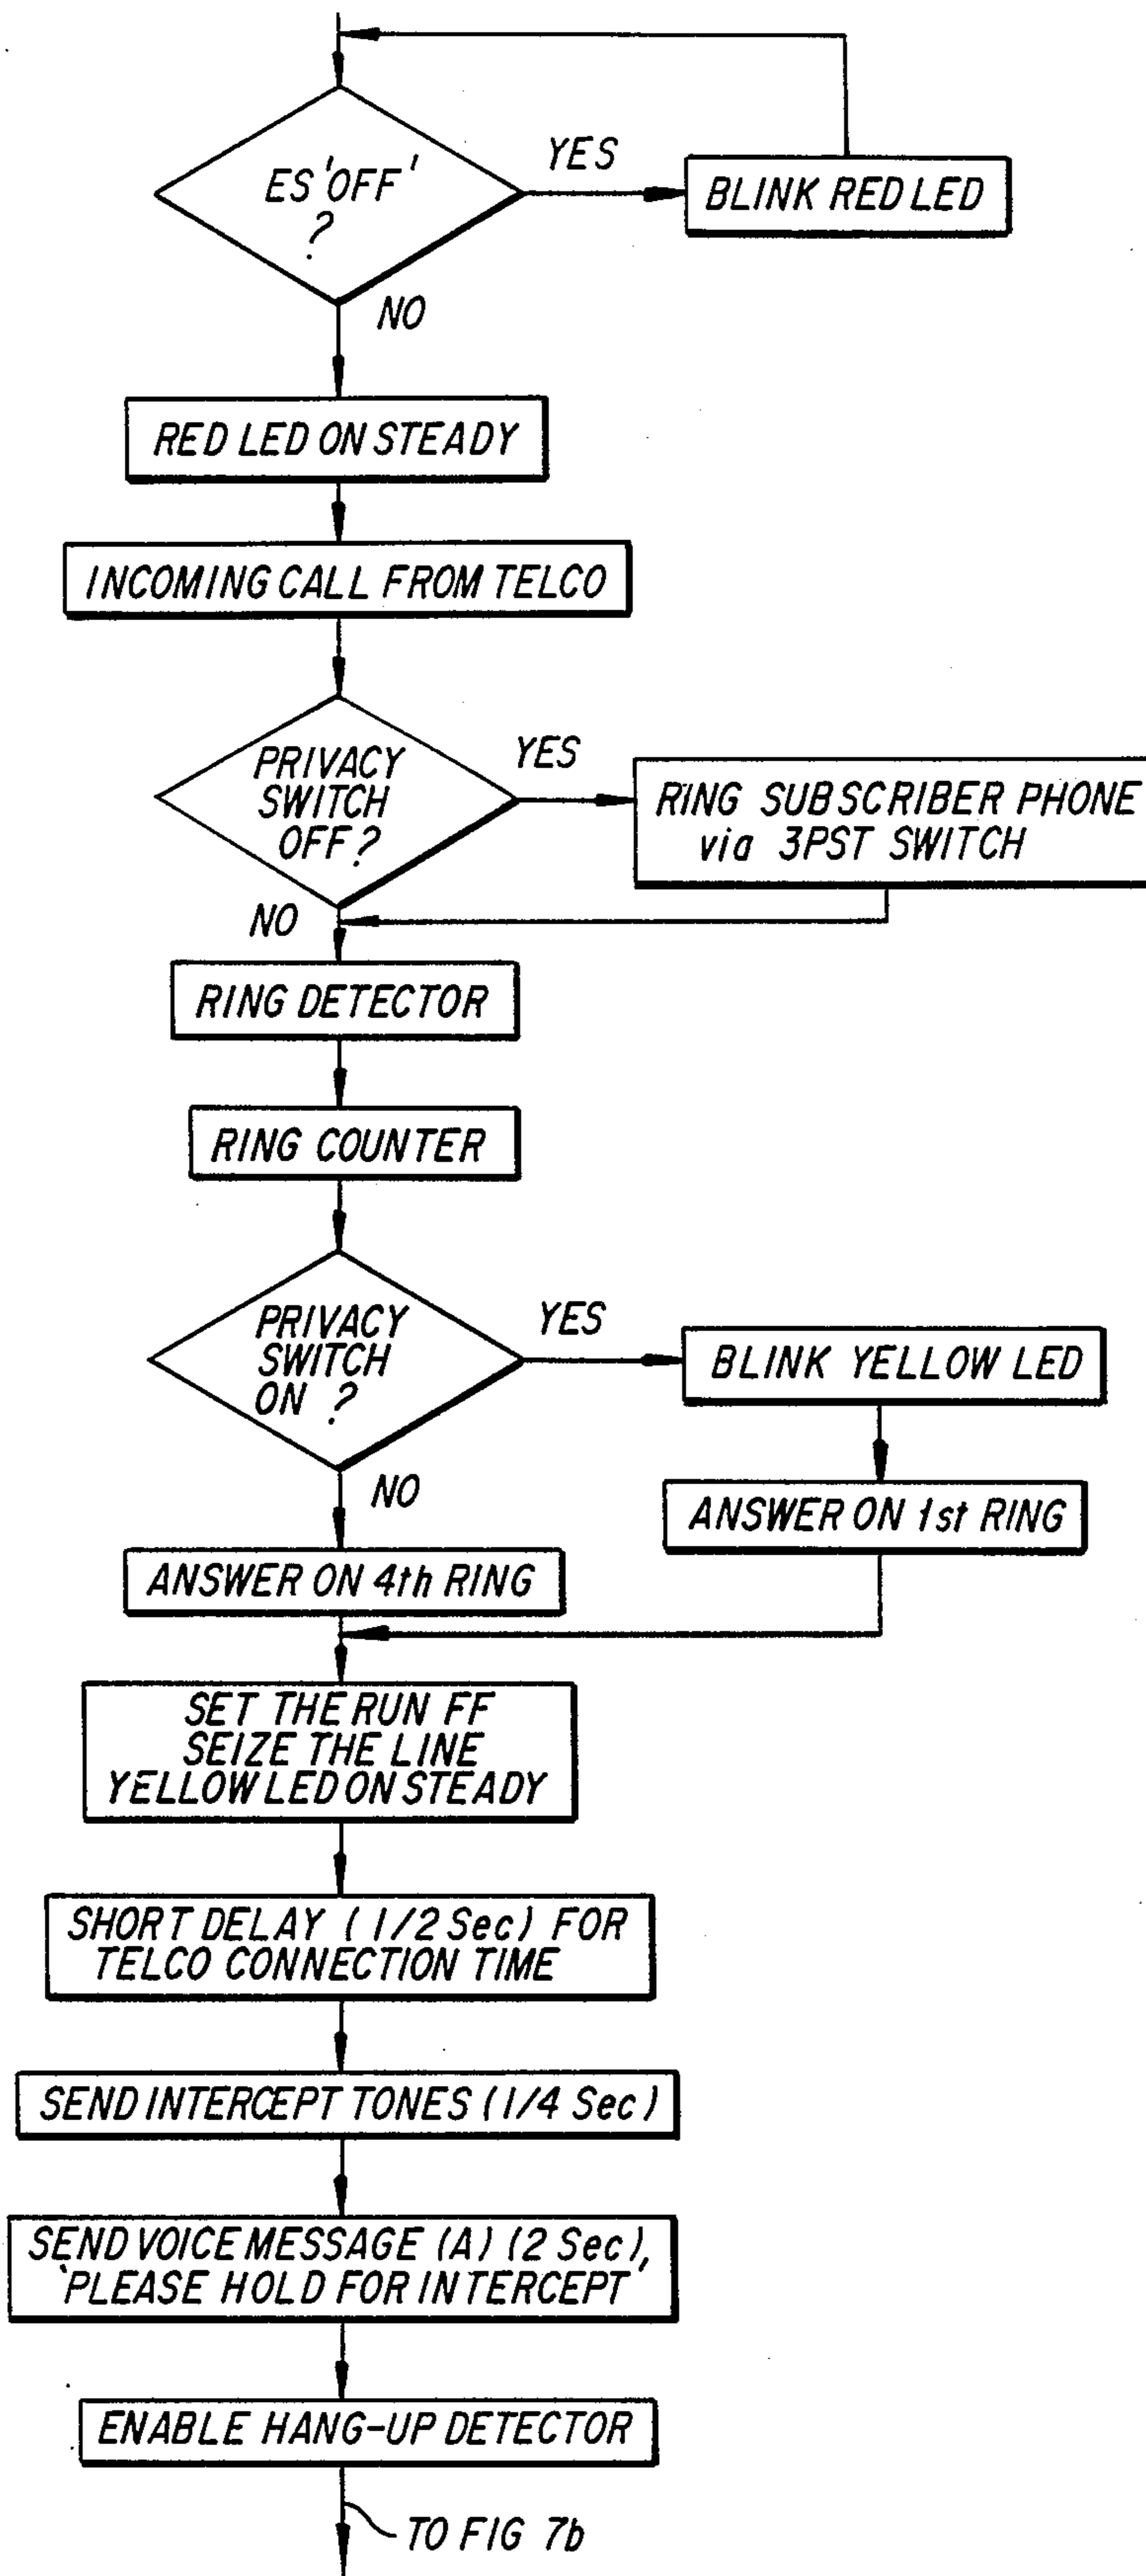 ES 'OFF'
?
YES
BLINK RED LED
NO
RED LED ON STEADY
INCOMING CALL FROM TELCO
PRIVACY
SWITCH
OFF?
YES
RING SUBSCRIBER PHONE
via 3PST SWITCH
NO
RING DETECTOR
RING COUNTER
PRIVACY
SWITCH
ON ?
YES
BLINK YELLOW LED
ANSWER ON 1st RING
NO
ANSWER ON 4th RING
SET THE RUN FF
SEIZE THE LINE
YELLOW LED ON STEADY
SHORT DELAY (1/2 Sec) FOR
TELCO CONNECTION TIME
SEND INTERCEPT TONES (1/4 Sec)
SEND VOICE MESSAGE (A) (2 Sec),
'PLEASE HOLD FOR INTERCEPT'
ENABLE HANG-UP DETECTOR
TO FIG 7b